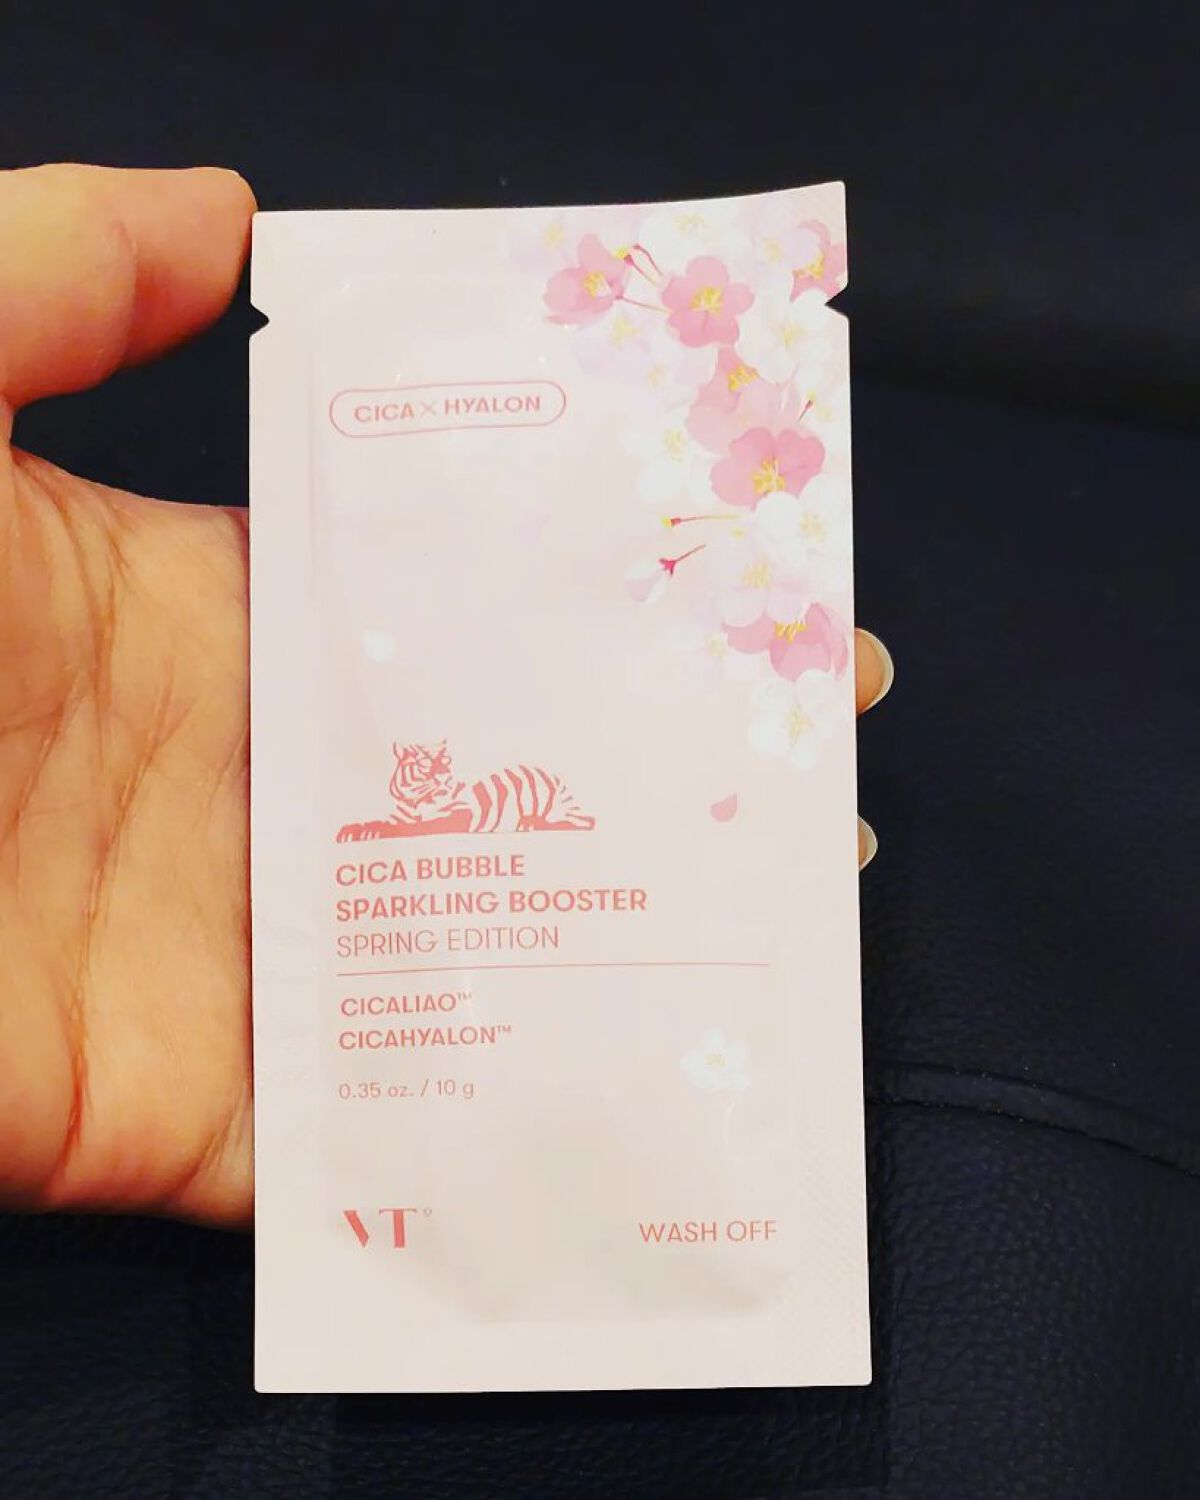 CICA × HYALON
CICA BUBBLE
SPARKLING BOOSTER
SPRING EDITION
CICALIAO™
CICAHYALON™
0.35 oz. / 10 g
VT
WASH OFF